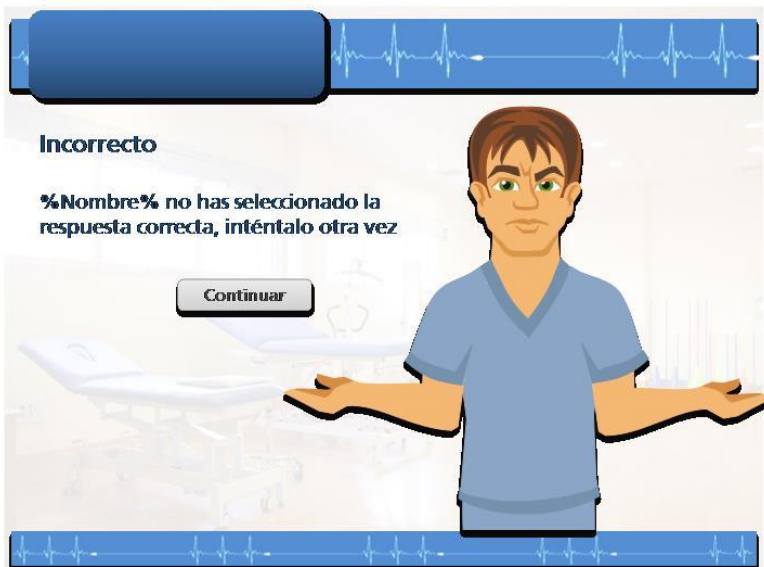 Incorrecto
%Nombre% no has seleccionado la
respuesta correcta, inténtalo otra vez
Continuar